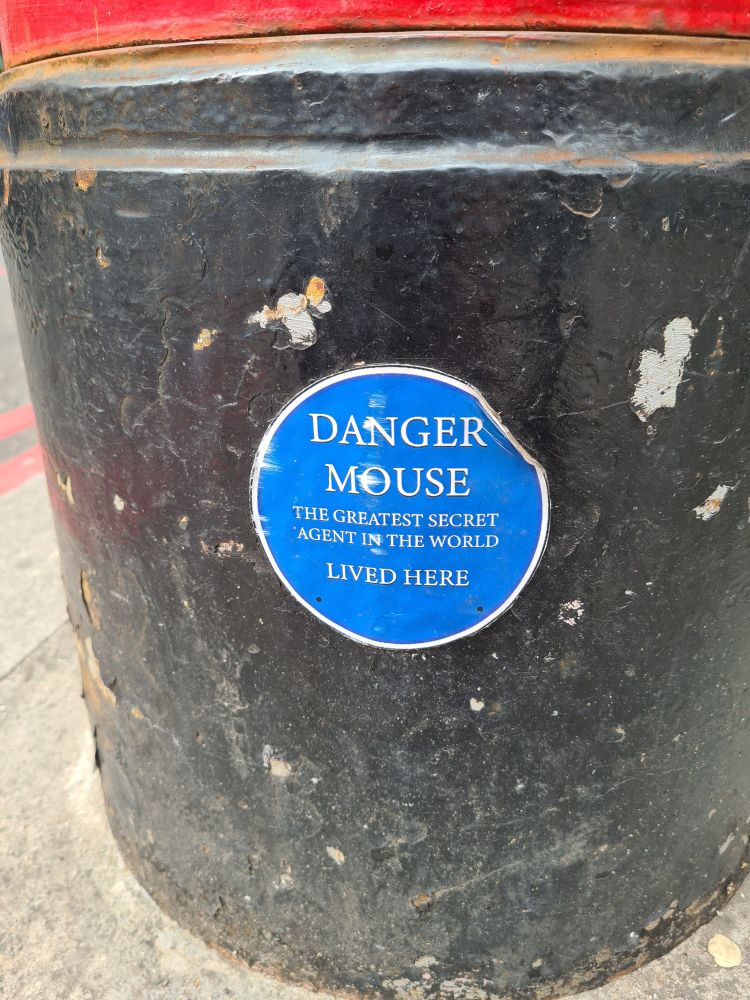 DANGER
MOUSE
THE GREATEST SECRET
AGENT IN THE WORLD
LIVED HERE